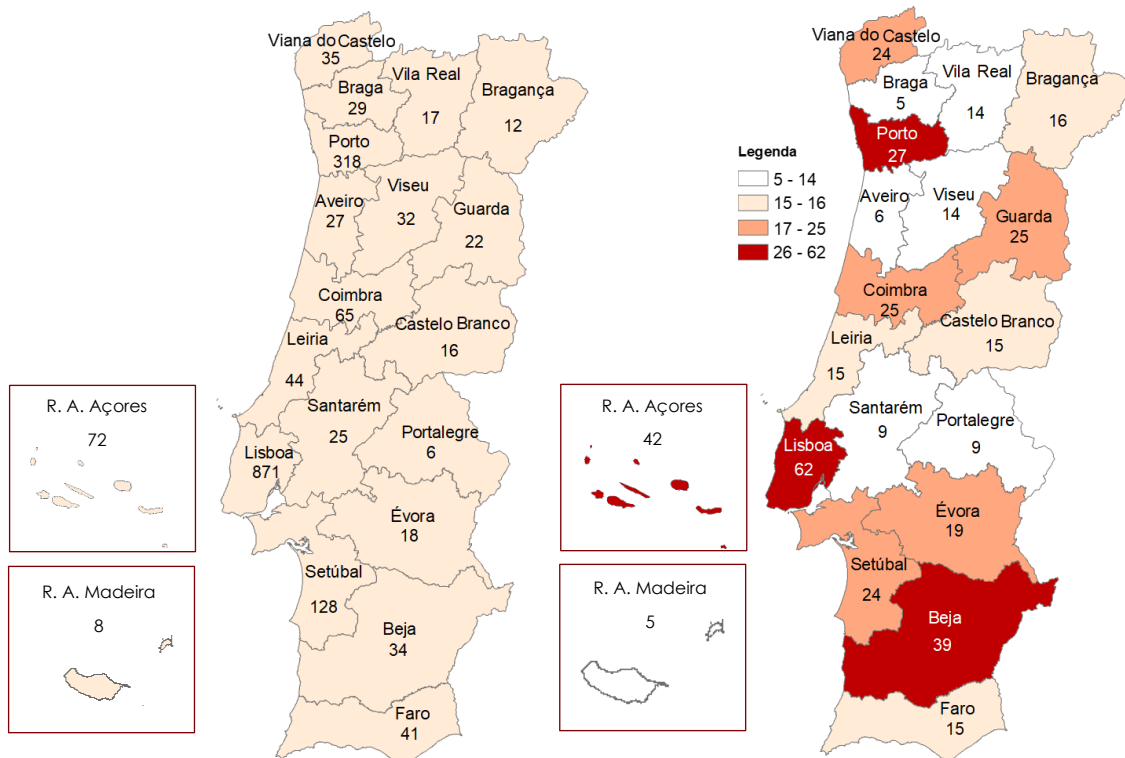 Viana do Castelo
35
Braga
29
Vila Real
17
Bragança
12
Porto
318
Aveiro
27
Viseu
32
Guarda
22
Coimbra
65
Castelo Branco
16
Leiria
44
Santarém
25
Portalegre
6
Lisboa
871
Évora
18
Setúbal
128
Beja
34
Faro
41
R. A. Açores
72
R. A. Madeira
8
Legenda
5 - 14
15 - 16
17 - 25
26 - 62
Viana do Castelo
24
Braga
5
Vila Real
14
Bragança
16
Porto
27
Aveiro
6
Viseu
14
Guarda
25
Coimbra
25
Castelo Branco
15
Leiria
15
Santarém
9
Portalegre
9
Lisboa
62
Évora
19
Setúbal
24
Beja
39
Faro
15
R. A. Açores
42
R. A. Madeira
5